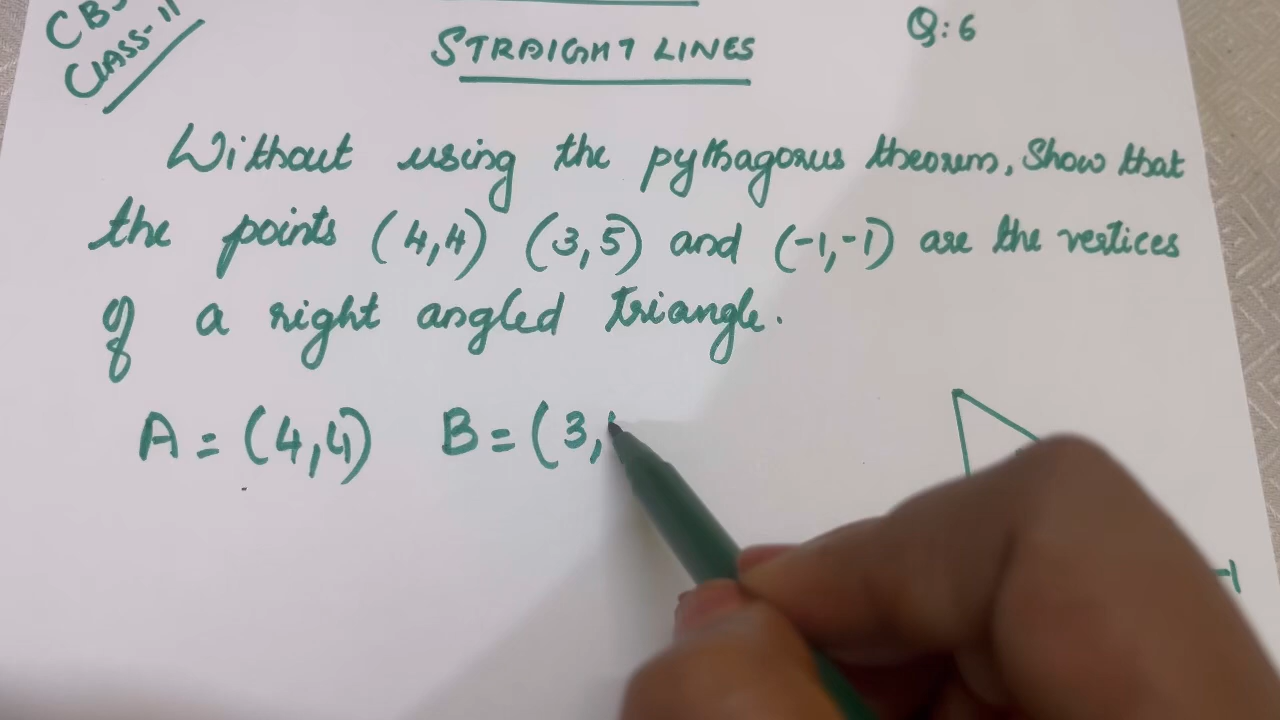 STRAIGHT LINES
Q:6
CLASS-11
Without using the pythagorus theorem, Show that
the points (4,4) (3,5) and (-1,-1) are the vertices
of a right angled triangle.
A = (4,4) B = (3,
-1